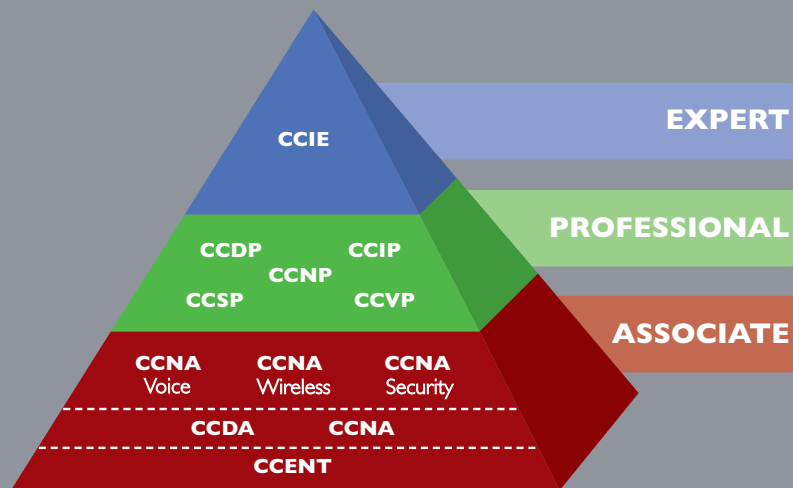 CCIE
EXPERT
CCDP CCIP
CCNP
CCSP CCVP
PROFESSIONAL
CCNA CCNA CCNA
Voice Wireless Security
ASSOCIATE
CCDA CCNA
CCENT